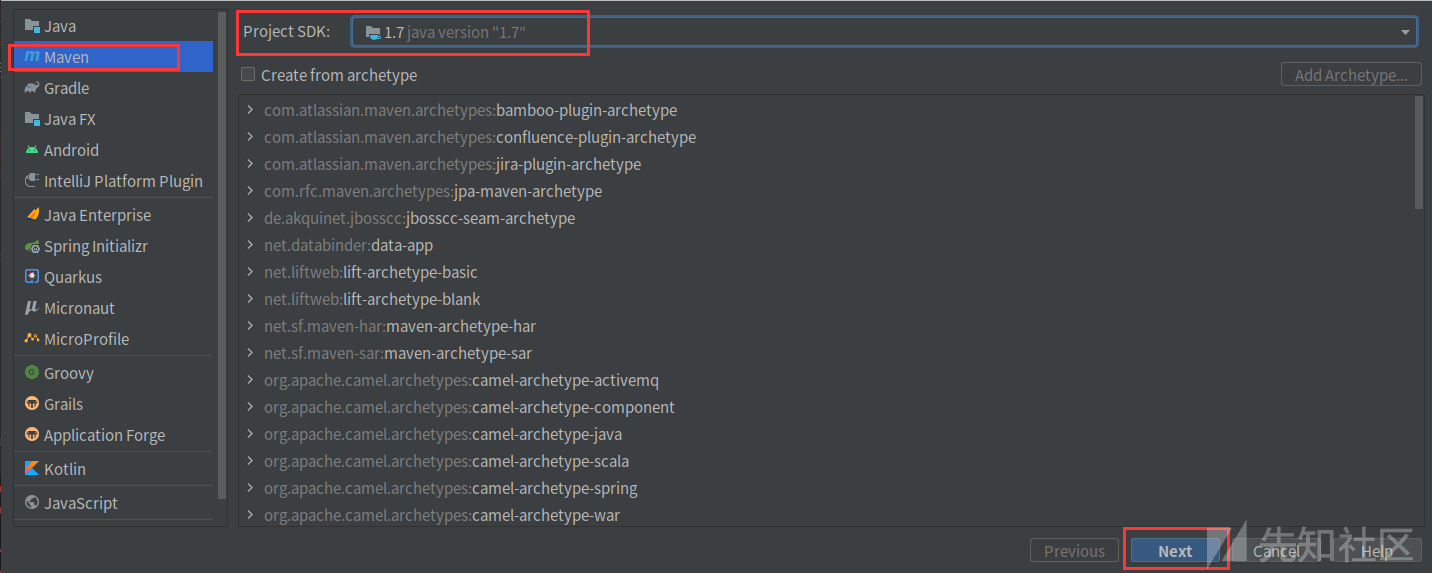 Java
Maven
Gradle
Java FX
Android
IntelliJ Platform Plugin
Java Enterprise
Spring Initializr
Quarkus
Micronaut
MicroProfile
Groovy
Grails
Application Forge
Kotlin
JavaScript
Project SDK: 1.7 java version "1.7"
Create from archetype
Add Archetype...
com.atlassian.maven.archetypes:bamboo-plugin-archetype
com.atlassian.maven.archetypes:confluence-plugin-archetype
com.atlassian.maven.archetypes:jira-plugin-archetype
com.rfc.maven.archetypes:jpa-maven-archetype
de.akquinet.jbosscc:jbosscc-seam-archetype
net.databinder:data-app
net.liftweb:lift-archetype-basic
net.liftweb:lift-archetype-blank
net.sf.maven-har:maven-archetype-har
net.sf.maven-sar:maven-archetype-sar
org.apache.camel.archetypes:camel-archetype-activemq
org.apache.camel.archetypes:camel-archetype-component
org.apache.camel.archetypes:camel-archetype-java
org.apache.camel.archetypes:camel-archetype-scala
org.apache.camel.archetypes:camel-archetype-spring
org.apache.camel.archetypes:camel-archetype-war
Previous
Next
Cancel
Help
先知社区